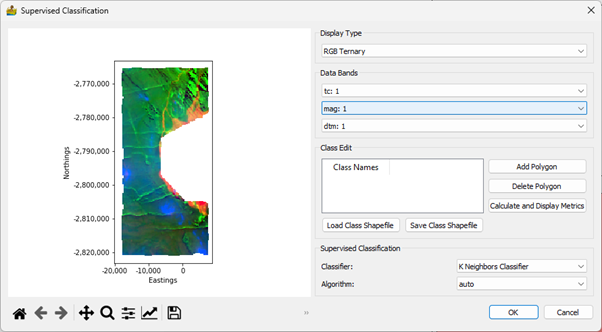 Supervised Classification
-2,770,000
-2,780,000
-2,790,000
-2,800,000
-2,810,000
-2,820,000
Northings
-20,000 -10,000 0
Eastings
Display Type
RGB Ternary
Data Bands
tc: 1
mag: 1
dtm: 1
Class Edit
Class Names
Add Polygon
Delete Polygon
Calculate and Display Metrics
Load Class Shapefile Save Class Shapefile
Supervised Classification
Classifier: K Neighbors Classifier
Algorithm: auto
OK Cancel